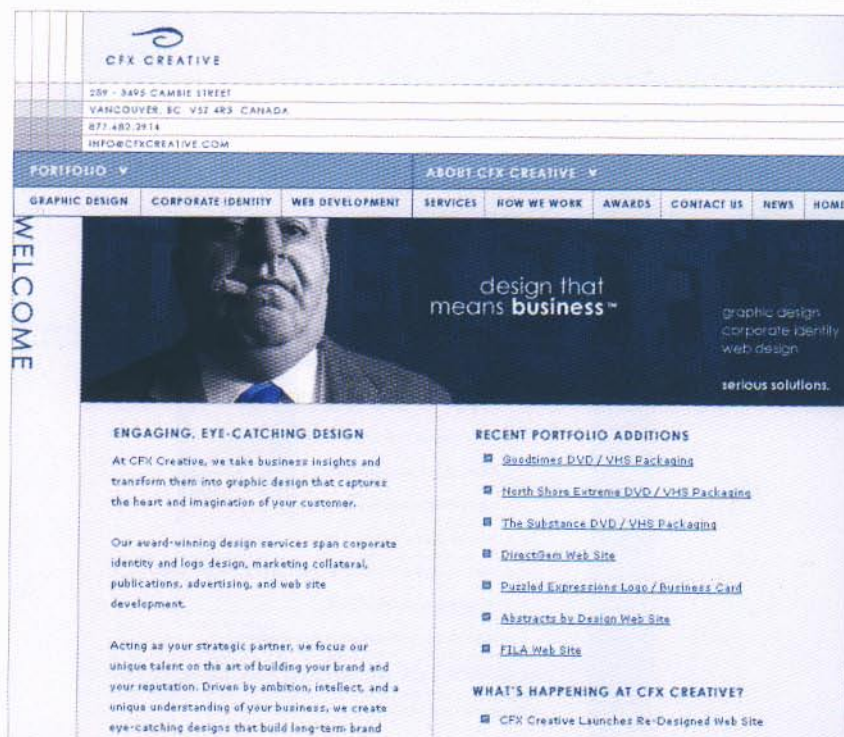 CFX CREATIVE
259 - 3495 CAMBIE STREET
VANCOUVER, BC V5Z 4R3 CANADA
877.482.2914
INFO@CFXCREATIVE.COM
PORTFOLIO ABOUT CFX CREATIVE
GRAPHIC DESIGN CORPORATE IDENTITY WEB DEVELOPMENT SERVICES HOW WE WORK AWARDS CONTACT US NEWS HOME
WELCOME
design that
means business™
graphic design
corporate identity
web design
serious solutions.
ENGAGING, EYE-CATCHING DESIGN
At CFX Creative, we take business insights and
transform them into graphic design that captures
the heart and imagination of your customer.
Our award-winning design services span corporate
identity and logo design, marketing collateral,
publications, advertising, and web site
development.
Acting as your strategic partner, we focus our
unique talent on the art of building your brand and
your reputation. Driven by ambition, intellect, and a
unique understanding of your business, we create
eye-catching designs that build long-term brand
RECENT PORTFOLIO ADDITIONS
Goodtimes DVD / VHS Packaging
North Shore Extreme DVD / VHS Packaging
The Substance DVD / VHS Packaging
DirectGem Web Site
Puzzled Expressions Logo / Business Card
Abstracts by Design Web Site
FILA Web Site
WHAT'S HAPPENING AT CFX CREATIVE?
CFX Creative Launches Re-Designed Web Site